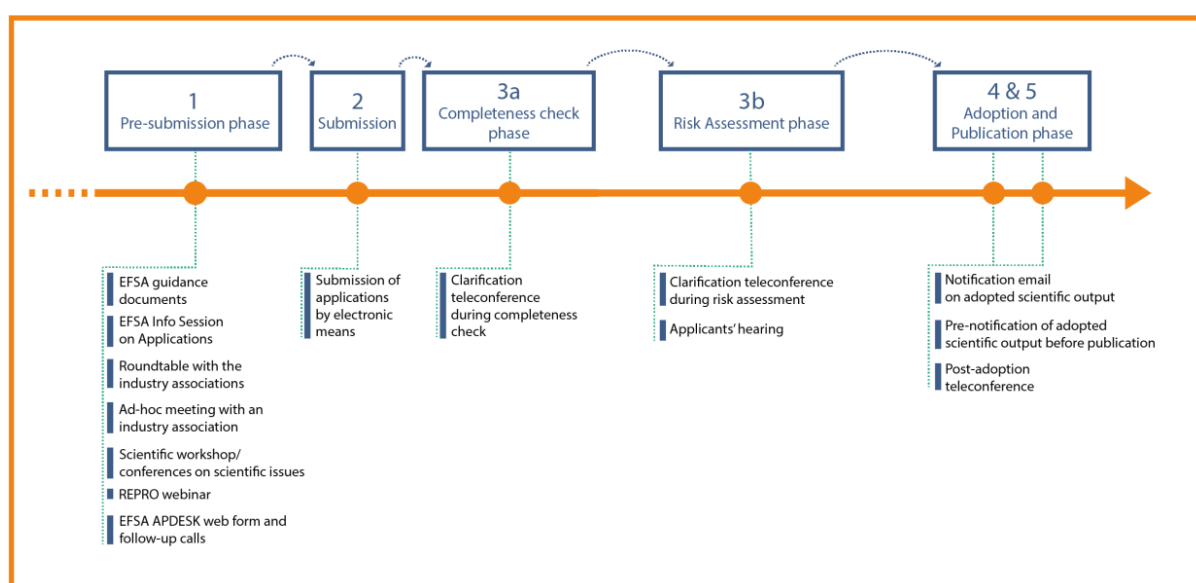 1
Pre-submission phase
2
Submission
3a
Completeness check
phase
3b
Risk Assessment phase
4 & 5
Adoption and
Publication phase
EFSA guidance
documents
EFSA Info Session
on Applications
Roundtable with the
industry associations
Ad-hoc meeting with an
industry association
Scientific workshop/
conferences on scientific issues
REPRO webinar
EFSA APDESK web form and
follow-up calls
Submission of
applications
by electronic
means
Clarification
teleconference
during completeness
check
Clarification teleconference
during risk assessment
Applicants' hearing
Notification email
on adopted scientific output
Pre-notification of adopted
scientific output before publication
Post-adoption
teleconference